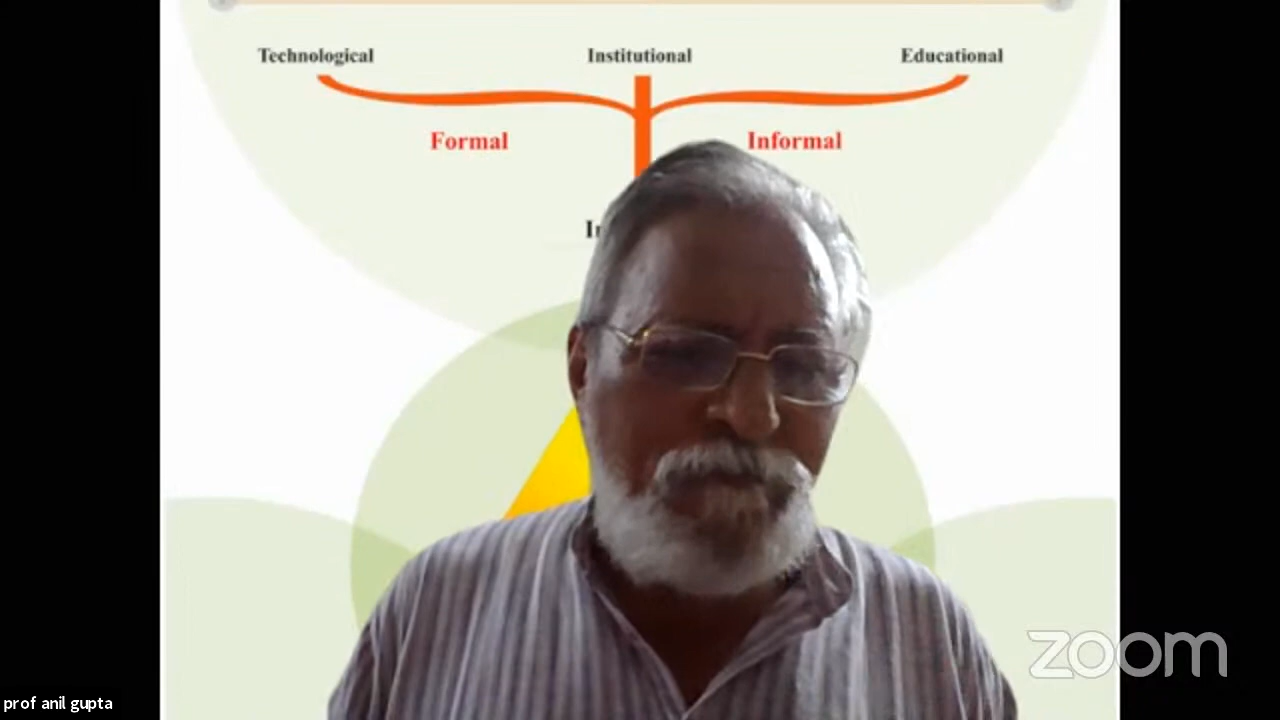 Technological Institutional Educational
Formal Informal
prof anil gupta
zoom